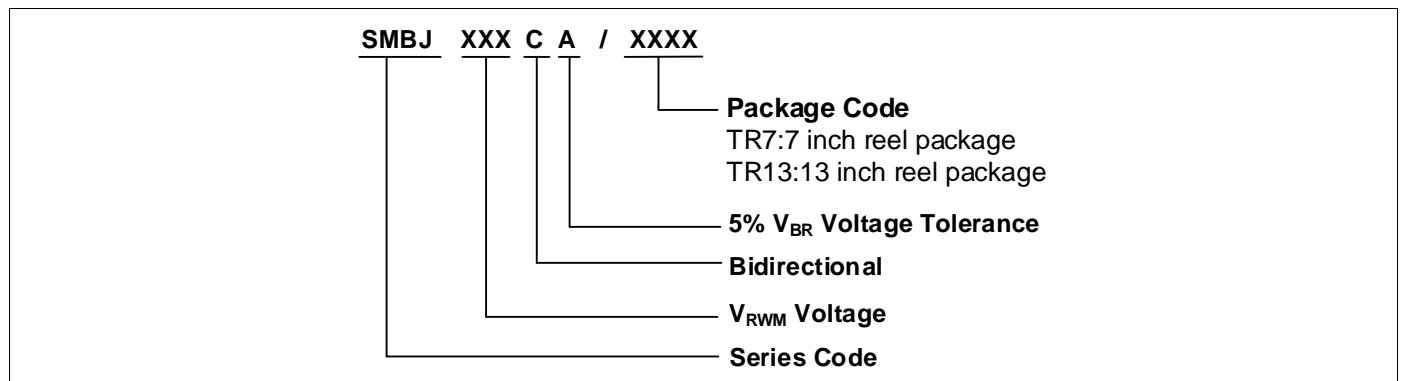 SMBJ XXX C A / XXXX
Package Code
TR7:7 inch reel package
TR13:13 inch reel package
5% VBR Voltage Tolerance
Bidirectional
VRWM Voltage
Series Code